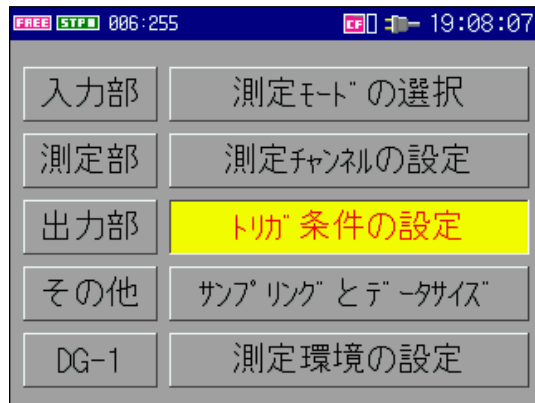 FREE STP 006:255 CF 19:08:07
入力部 測定ﾓｰﾄﾞの選択
測定部 測定ﾁｬﾝﾈﾙの設定
出力部 ﾄﾘｶﾞ条件の設定
その他 ｻﾝﾌﾟﾘﾝｸﾞとﾃﾞｰﾀｻｲｽﾞ
DG-1 測定環境の設定